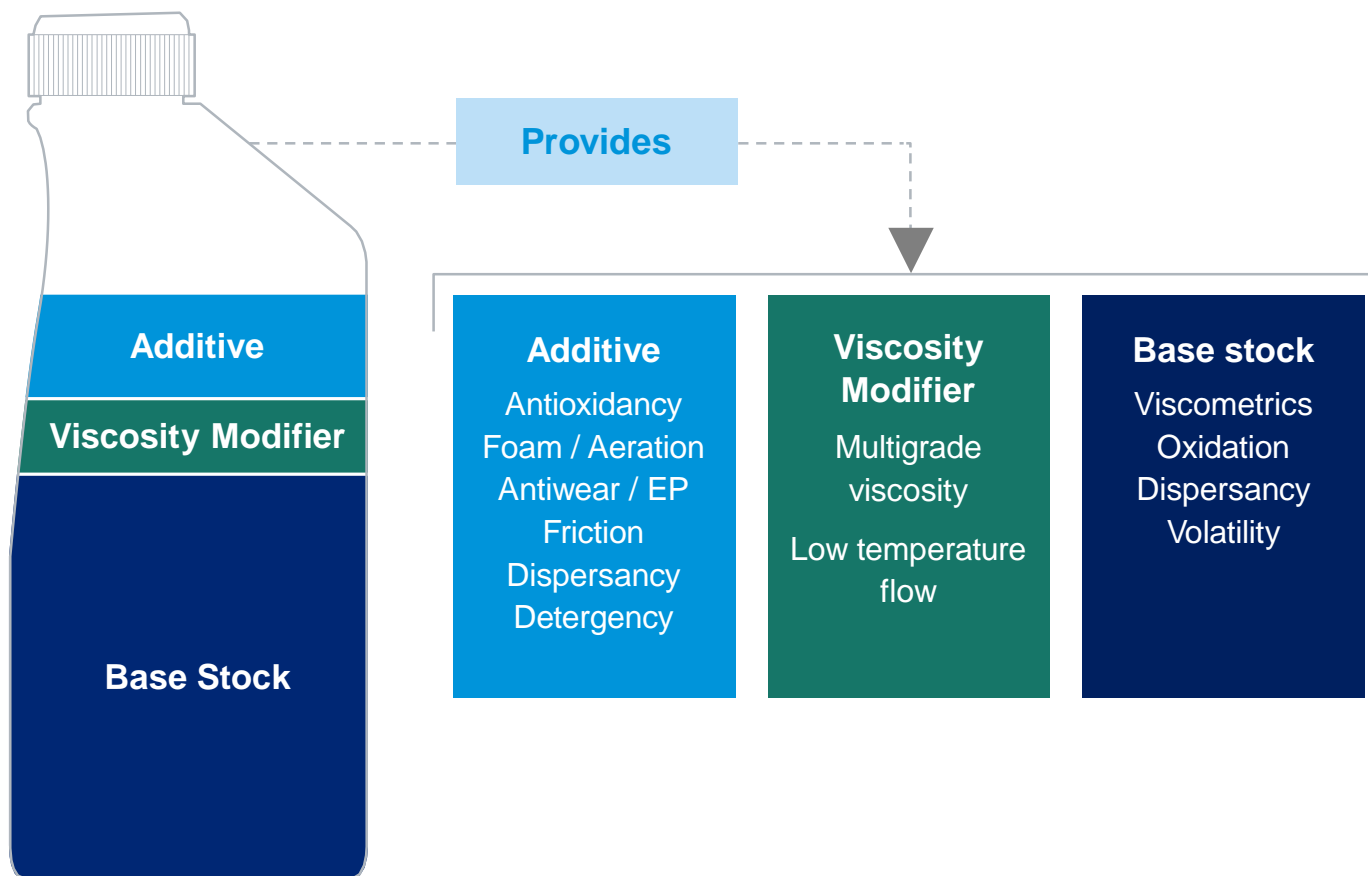 Provides
Additive
Viscosity Modifier
Base Stock
Additive
Antioxidancy
Foam / Aeration
Antiwear / EP
Friction
Dispersancy
Detergency
Viscosity
Modifier
Multigrade
viscosity
Low temperature
flow
Base stock
Viscometrics
Oxidation
Dispersancy
Volatility